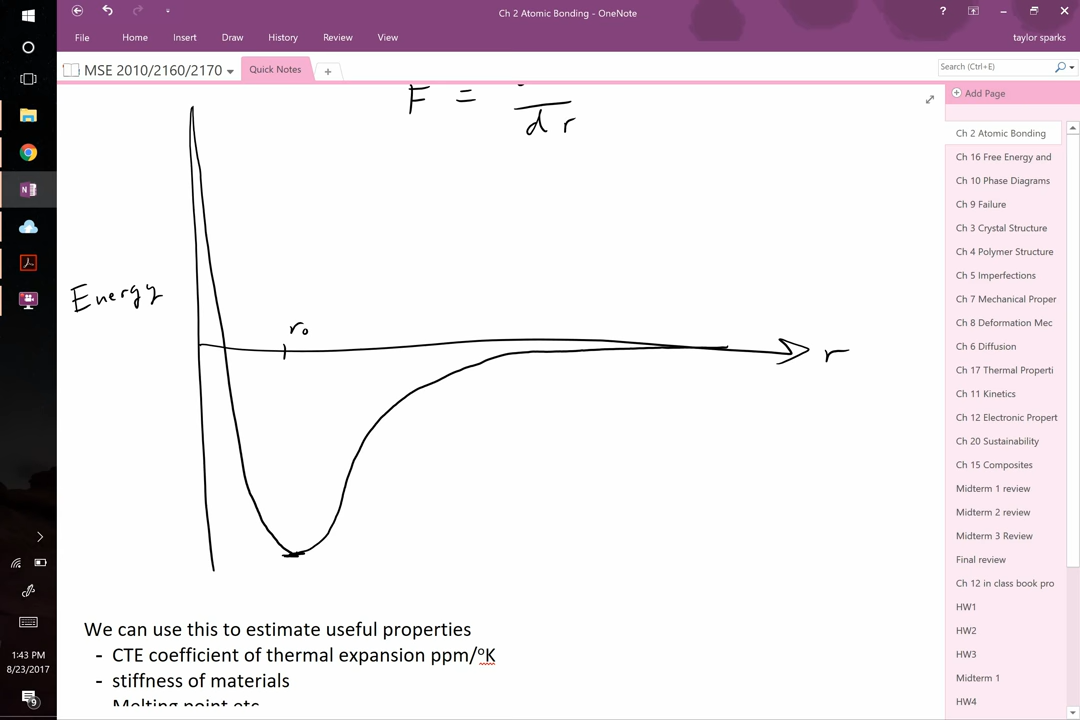 Ch 2 Atomic Bonding - OneNote
?
File Home Insert Draw History Review View
taylor sparks
MSE 2010/2160/2170
Quick Notes
+
Search (Ctrl+E)
Add Page
Ch 2 Atomic Bonding
Ch 16 Free Energy and
Ch 10 Phase Diagrams
Ch 9 Failure
Ch 3 Crystal Structure
Ch 4 Polymer Structure
Ch 5 Imperfections
Ch 7 Mechanical Proper
Ch 8 Deformation Mec
Ch 6 Diffusion
Ch 17 Thermal Properti
Ch 11 Kinetics
Ch 12 Electronic Propert
Ch 20 Sustainability
Ch 15 Composites
Midterm 1 review
Midterm 2 review
Midterm 3 Review
Final review
Ch 12 in class book pro
HW1
HW2
HW3
Midterm 1
HW4
F =
d r
Energy
r₀
r
We can use this to estimate useful properties
- CTE coefficient of thermal expansion ppm/°K
- stiffness of materials
- Melting point etc
1:43 PM
8/23/2017
9